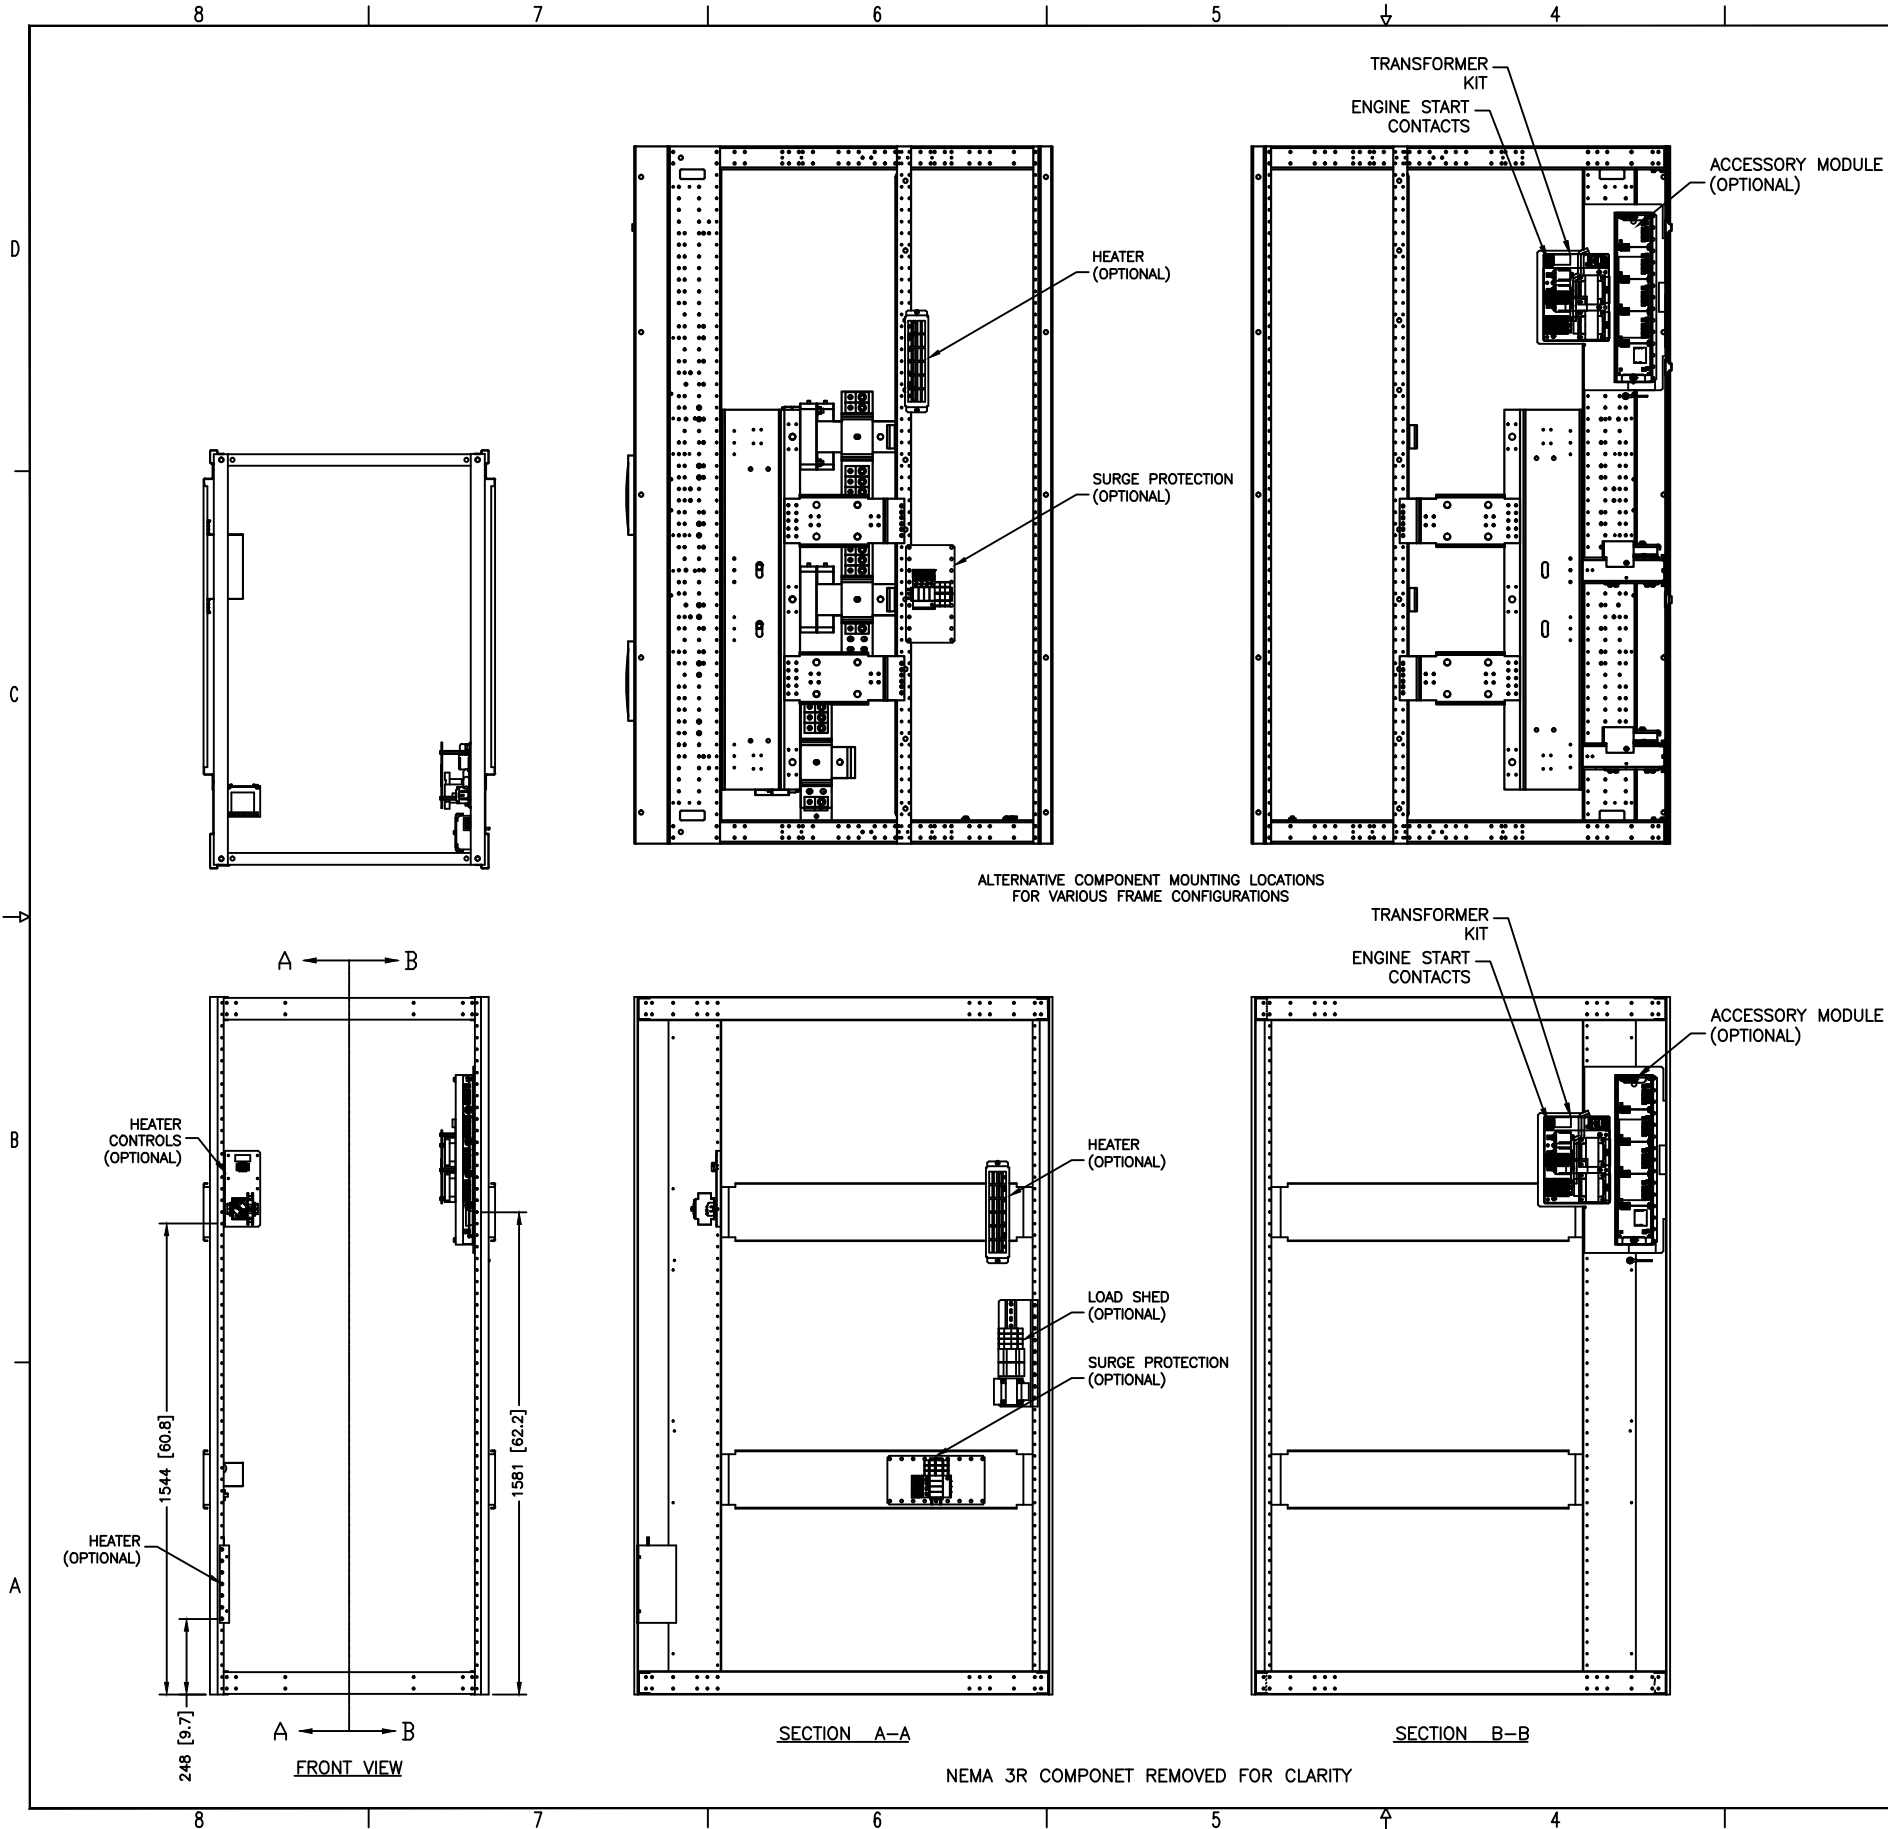 8 7 6 5 4
TRANSFORMER
KIT
ENGINE START
CONTACTS
ACCESSORY MODULE
(OPTIONAL)
D
HEATER
(OPTIONAL)
SURGE PROTECTION
(OPTIONAL)
C
ALTERNATIVE COMPONENT MOUNTING LOCATIONS
FOR VARIOUS FRAME CONFIGURATIONS
TRANSFORMER
KIT
ENGINE START
CONTACTS
ACCESSORY MODULE
(OPTIONAL)
A B
B
HEATER
CONTROLS
(OPTIONAL)
HEATER
(OPTIONAL)
LOAD SHED
(OPTIONAL)
SURGE PROTECTION
(OPTIONAL)
1544 [60.8]
1581 [62.2]
HEATER
(OPTIONAL)
A
248 [9.7]
A B
FRONT VIEW
SECTION A-A
SECTION B-B
NEMA 3R COMPONET REMOVED FOR CLARITY
8 7 6 5 4